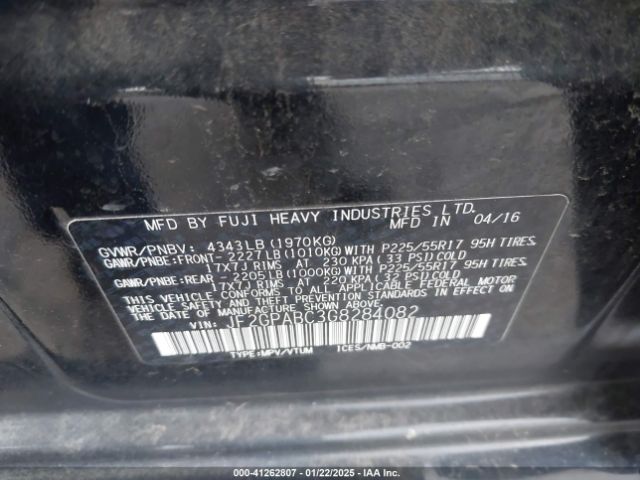 MFD BY FUJI HEAVY INDUSTRIES LTD.
MFD IN 04/16
GVWR/PNBV: 4343LB (1970KG)
GAWR/PNBE:FRONT- 2227LB (1010KG) WITH P225/55R17 95H TIRES,
17X7J RIMS AT 230 KPA (33 PSI) COLD
GAWR/PNBE:REAR - 2205LB (1000KG) WITH P225/55R17 95H TIRES,
17X7J RIMS AT 220 KPA (32 PSI) COLD
THIS VEHICLE CONFORMS TO ALL APPLICABLE FEDERAL MOTOR
VEHICLE SAFETY AND THEFT PREVENTION STANDARDS IN EFFECT
ON THE DATE OF MANUFACTURE SHOWN ABOVE.
VIN: JF2GPABC3G8284082
TYPE:MPV/VTUM ICES/NMB-002
000-41262807 - 01/22/2025 - IAA Inc.